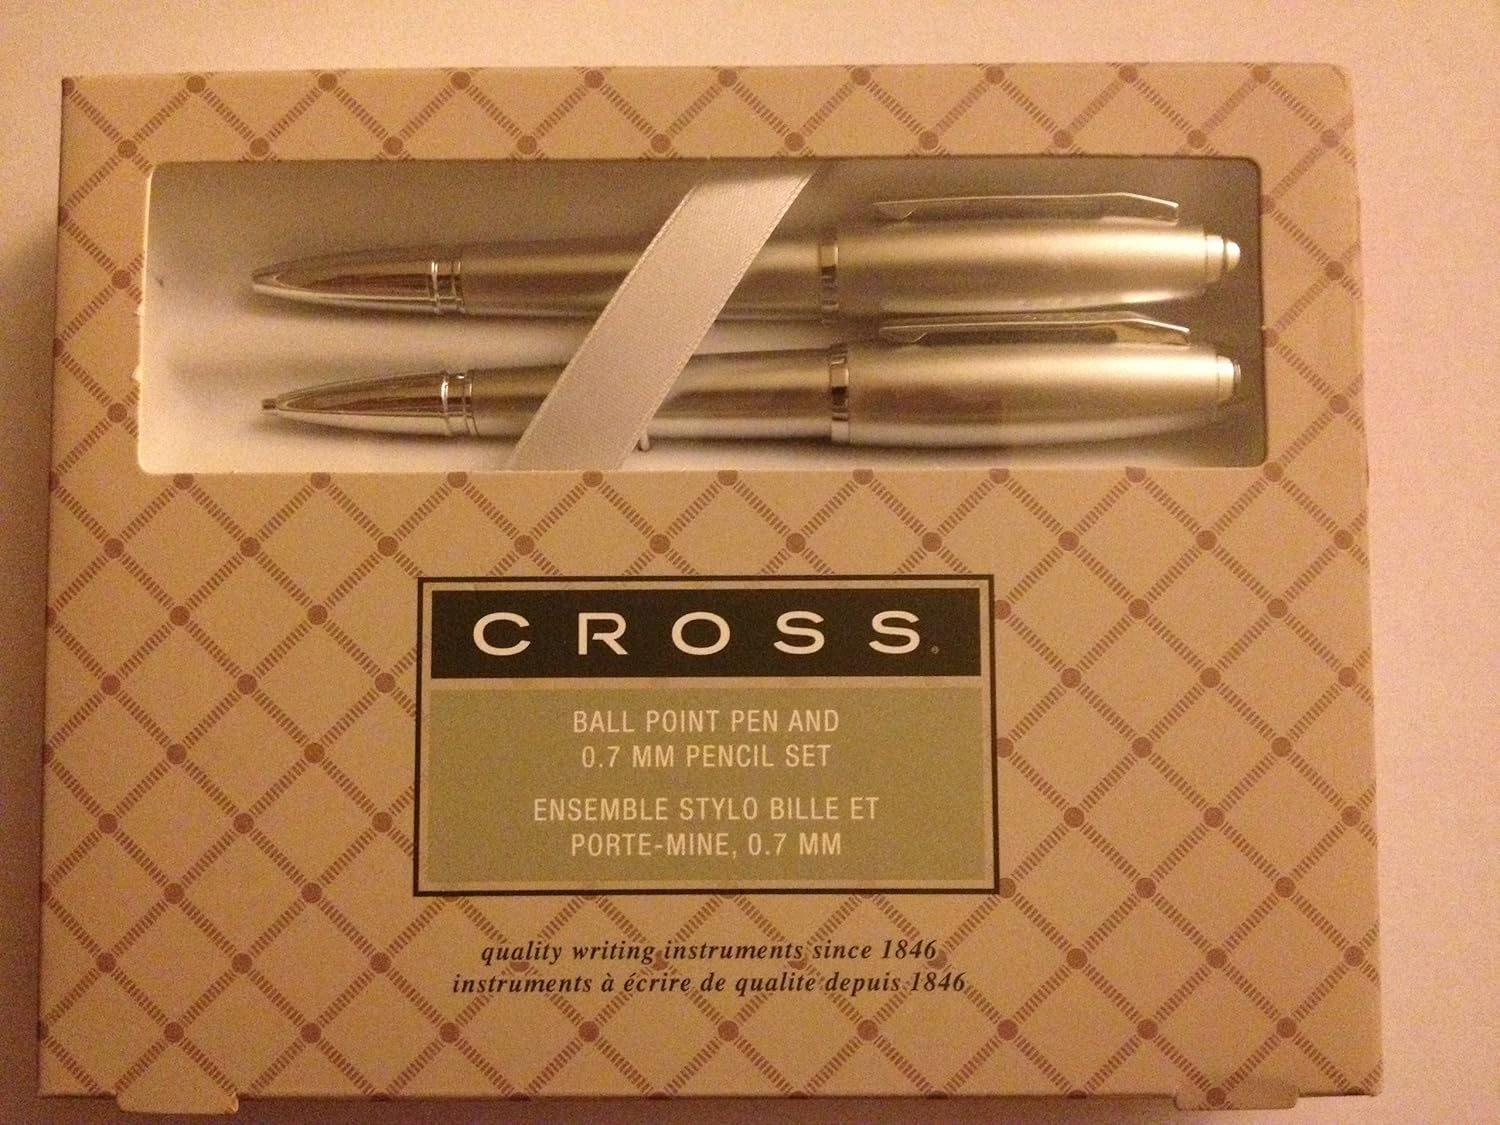 CROSS®
BALL POINT PEN AND
0.7 MM PENCIL SET
ENSEMBLE STYLO BILLE ET
PORTE-MINE, 0.7 MM
quality writing instruments since 1846
instruments à écrire de qualité depuis 1846